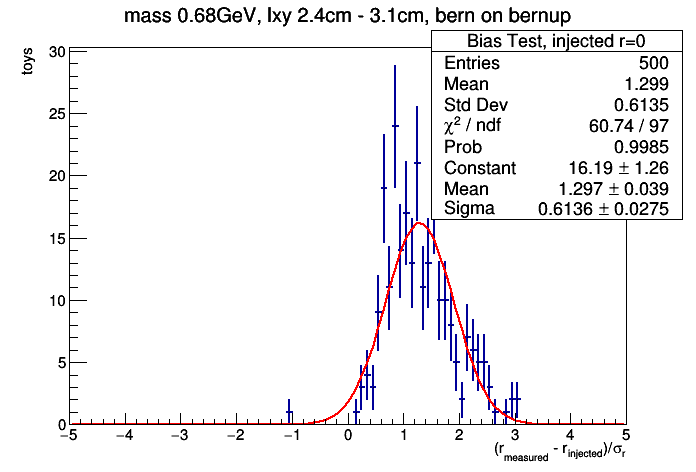 mass 0.68GeV, lxy 2.4cm - 3.1cm, bern on bernup
Bias Test, injected r=0
Entries 500
Mean 1.299
Std Dev 0.6135
χ² / ndf 60.74 / 97
Prob 0.9985
Constant 16.19 ± 1.26
Mean 1.297 ± 0.039
Sigma 0.6136 ± 0.0275
toys
30
25
20
15
10
5
0
−5 −4 −3 −2 −1 0 1 2 3 4 5
(r_measured - r_injected)/σ_r